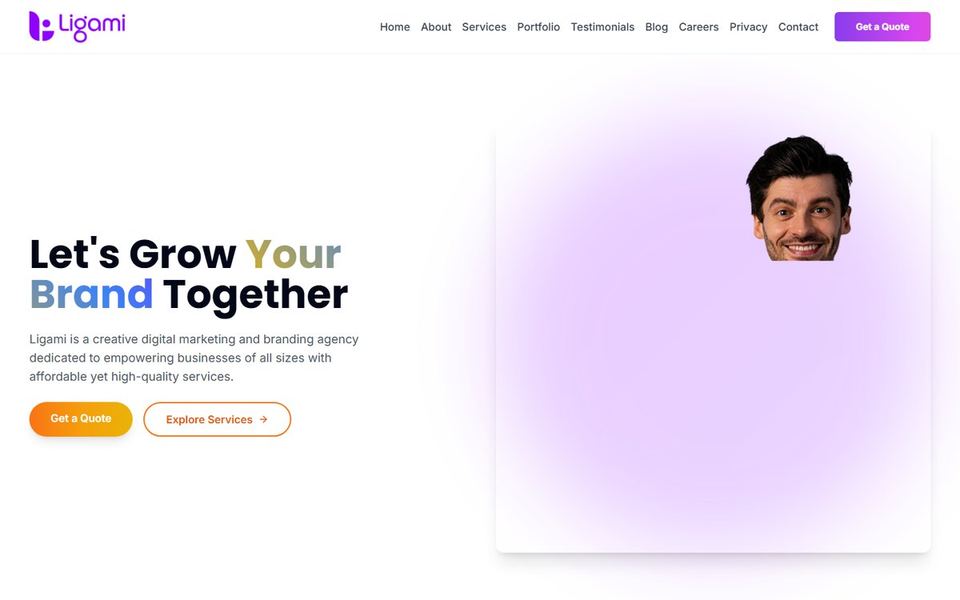 Ligami
Home About Services Portfolio Testimonials Blog Careers Privacy Contact Get a Quote
Let's Grow Your
Brand Together
Ligami is a creative digital marketing and branding agency
dedicated to empowering businesses of all sizes with
affordable yet high-quality services.
Get a Quote Explore Services →